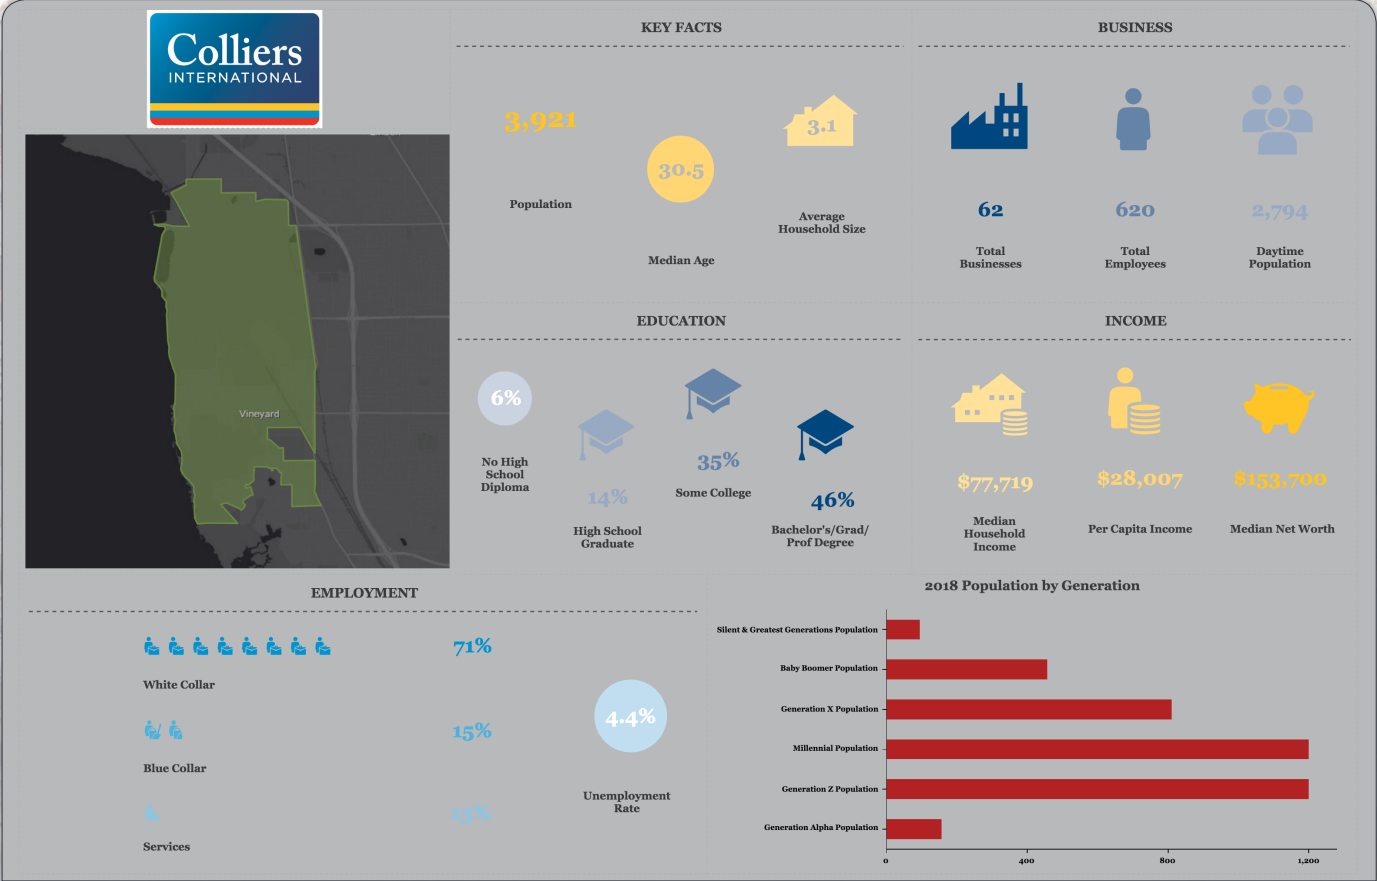 Colliers
INTERNATIONAL
Vineyard
KEY FACTS
3,921
Population
30.5
Median Age
3.1
Average
Household Size
BUSINESS
62
Total
Businesses
620
Total
Employees
2,794
Daytime
Population
EDUCATION
6%
No High
School
Diploma
14%
High School
Graduate
35%
Some College
46%
Bachelor's/Grad/
Prof Degree
INCOME
$77,719
Median
Household
Income
$28,007
Per Capita Income
$153,700
Median Net Worth
EMPLOYMENT
71%
White Collar
15%
Blue Collar
Services
4.4%
Unemployment
Rate
2018 Population by Generation
Silent & Greatest Generations Population
Baby Boomer Population
Generation X Population
Millennial Population
Generation Z Population
Generation Alpha Population
0
400
800
1,200